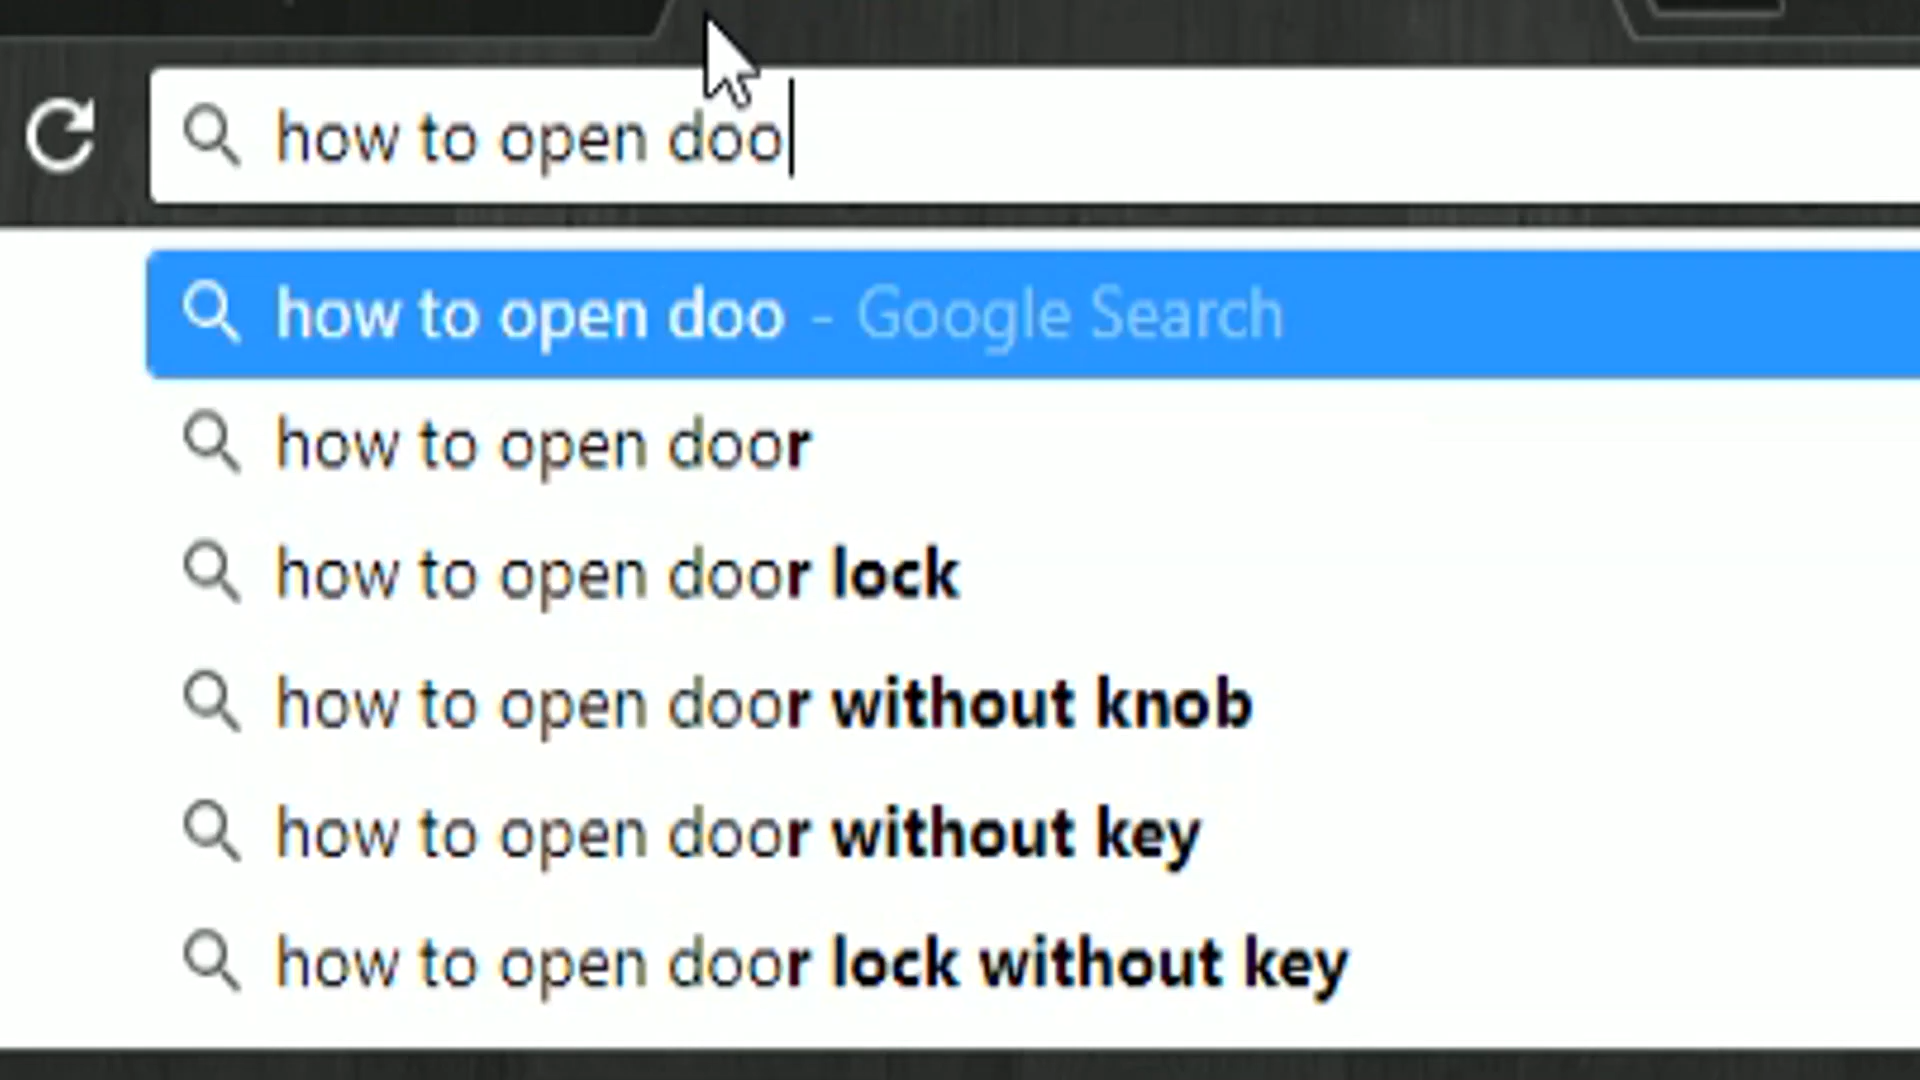 how to open doo
how to open doo - Google Search
how to open door
how to open door lock
how to open door without knob
how to open door without key
how to open door lock without key